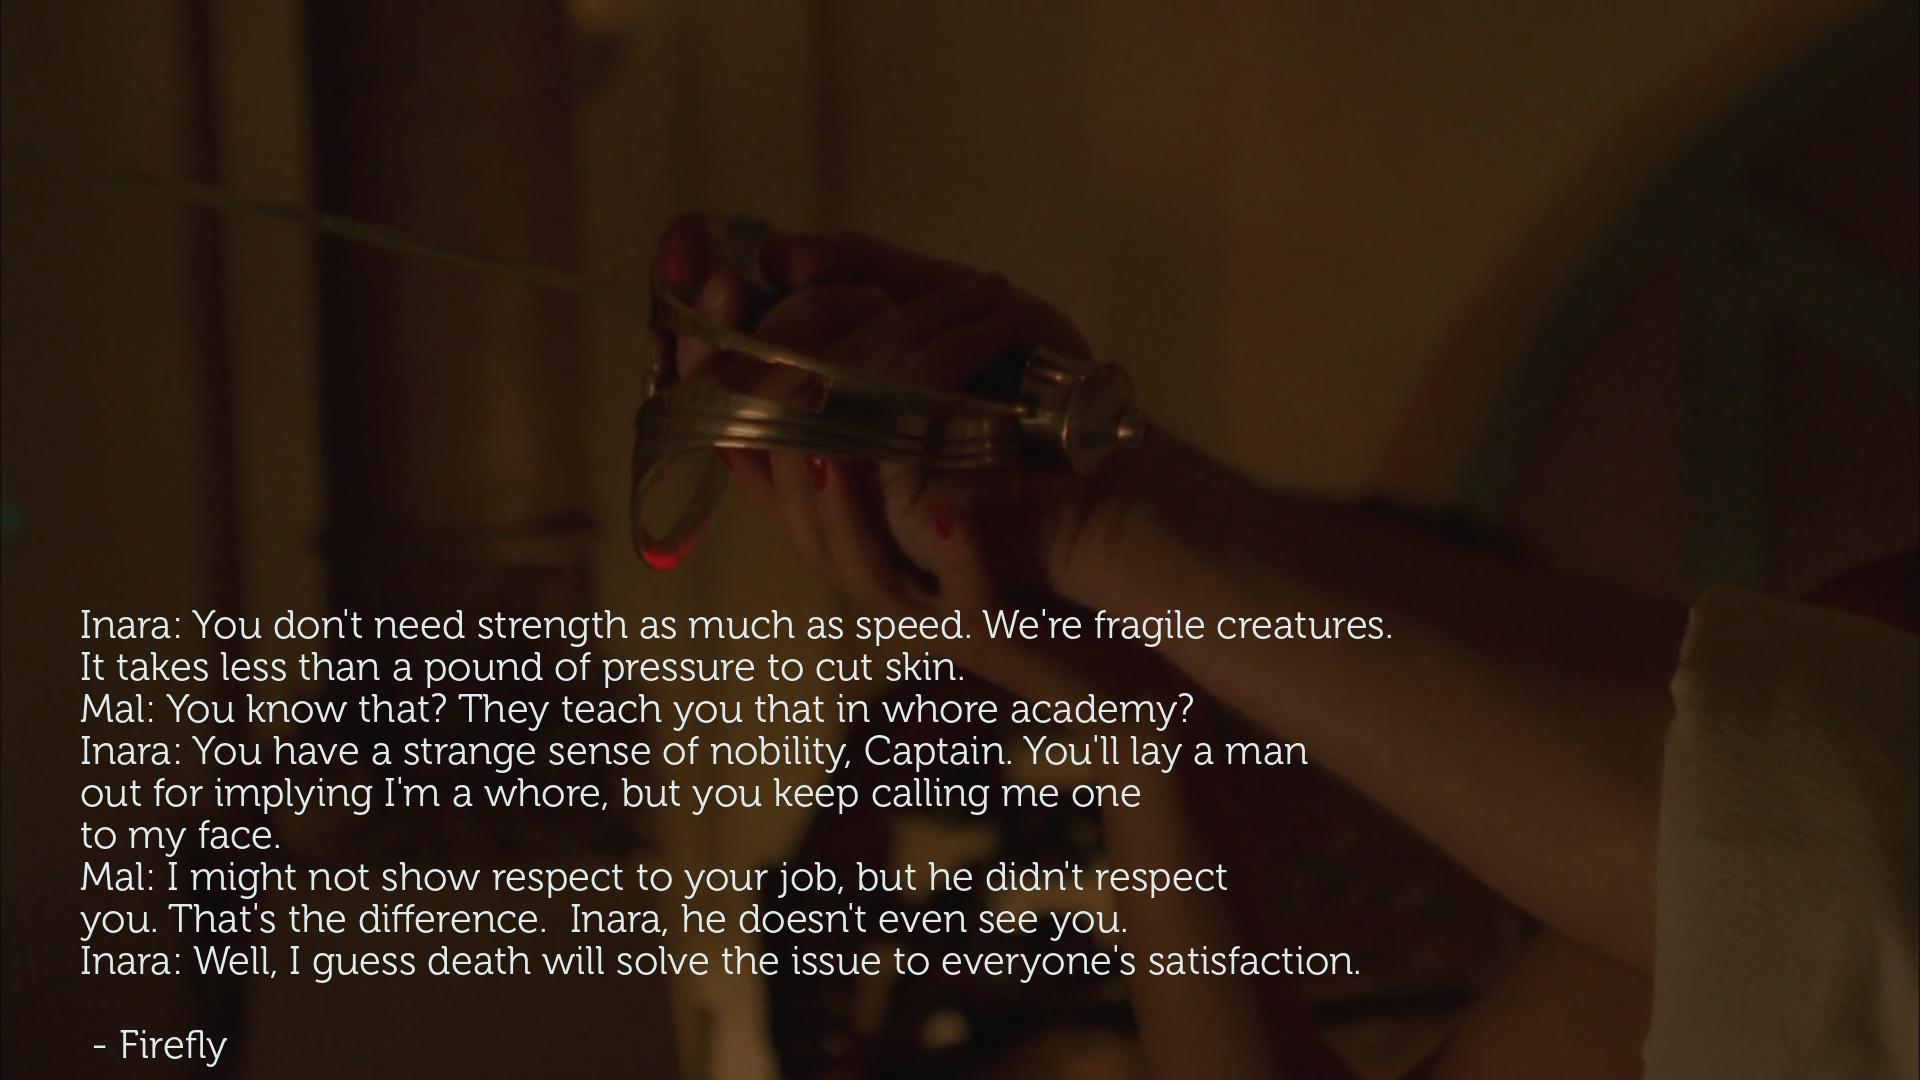 Inara: You don't need strength as much as speed. We're fragile creatures.
It takes less than a pound of pressure to cut skin.
Mal: You know that? They teach you that in whore academy?
Inara: You have a strange sense of nobility, Captain. You'll lay a man
out for implying I'm a whore, but you keep calling me one
to my face.
Mal: I might not show respect to your job, but he didn't respect
you. That's the difference.  Inara, he doesn't even see you.
Inara: Well, I guess death will solve the issue to everyone's satisfaction.
- Firefly